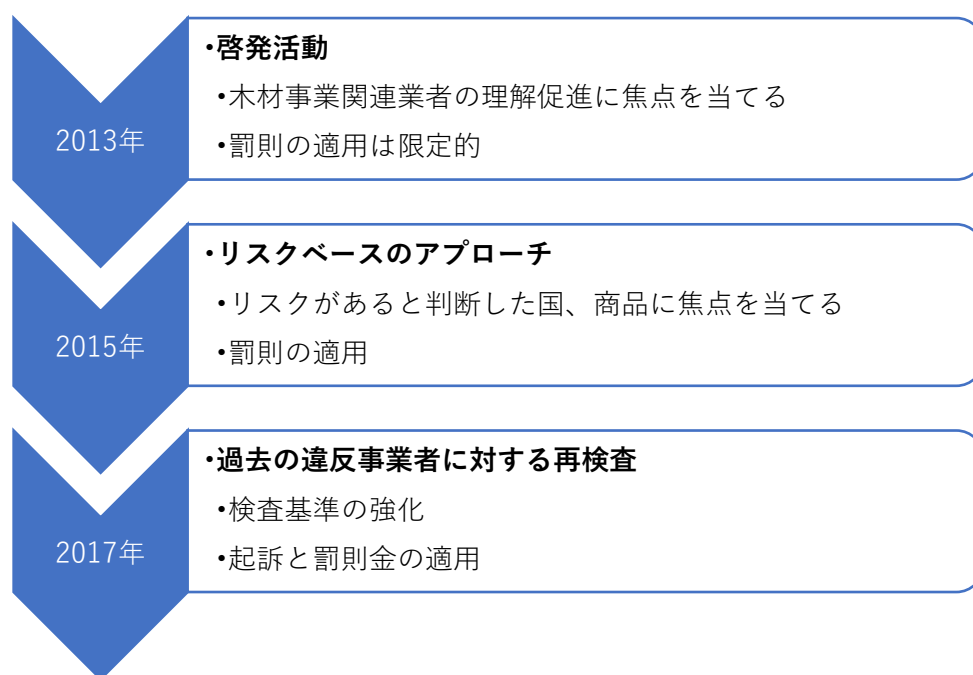 2013年
・啓発活動
・木材事業関連業者の理解促進に焦点を当てる
・罰則の適用は限定的
2015年
・リスクベースのアプローチ
・リスクがあると判断した国、商品に焦点を当てる
・罰則の適用
2017年
・過去の違反事業者に対する再検査
・検査基準の強化
・起訴と罰則金の適用